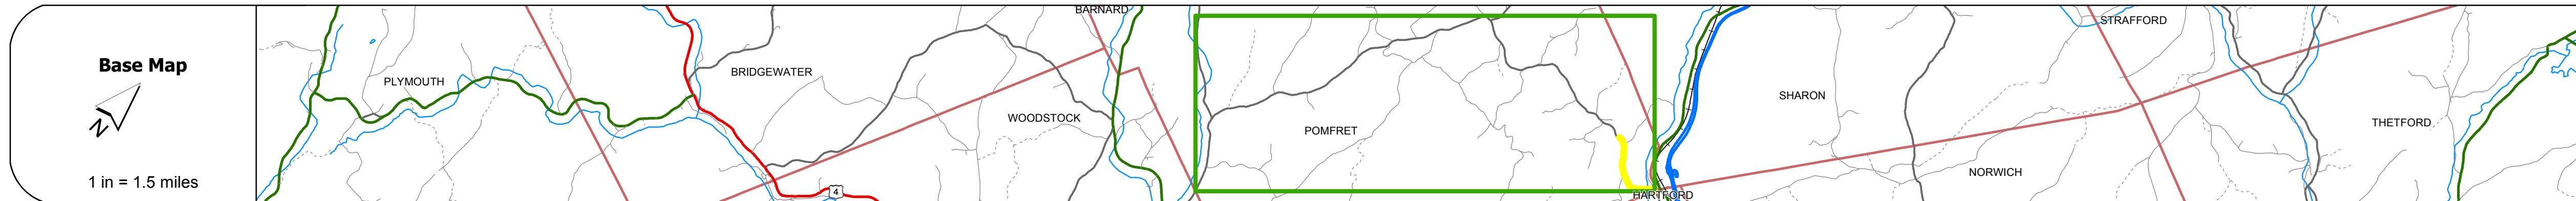 Base Map
N
1 in = 1.5 miles
PLYMOUTH
BRIDGEWATER
4
WOODSTOCK
BARNARD
POMFRET
HARTFORD
SHARON
NORWICH
STRAFFORD
THETFORD